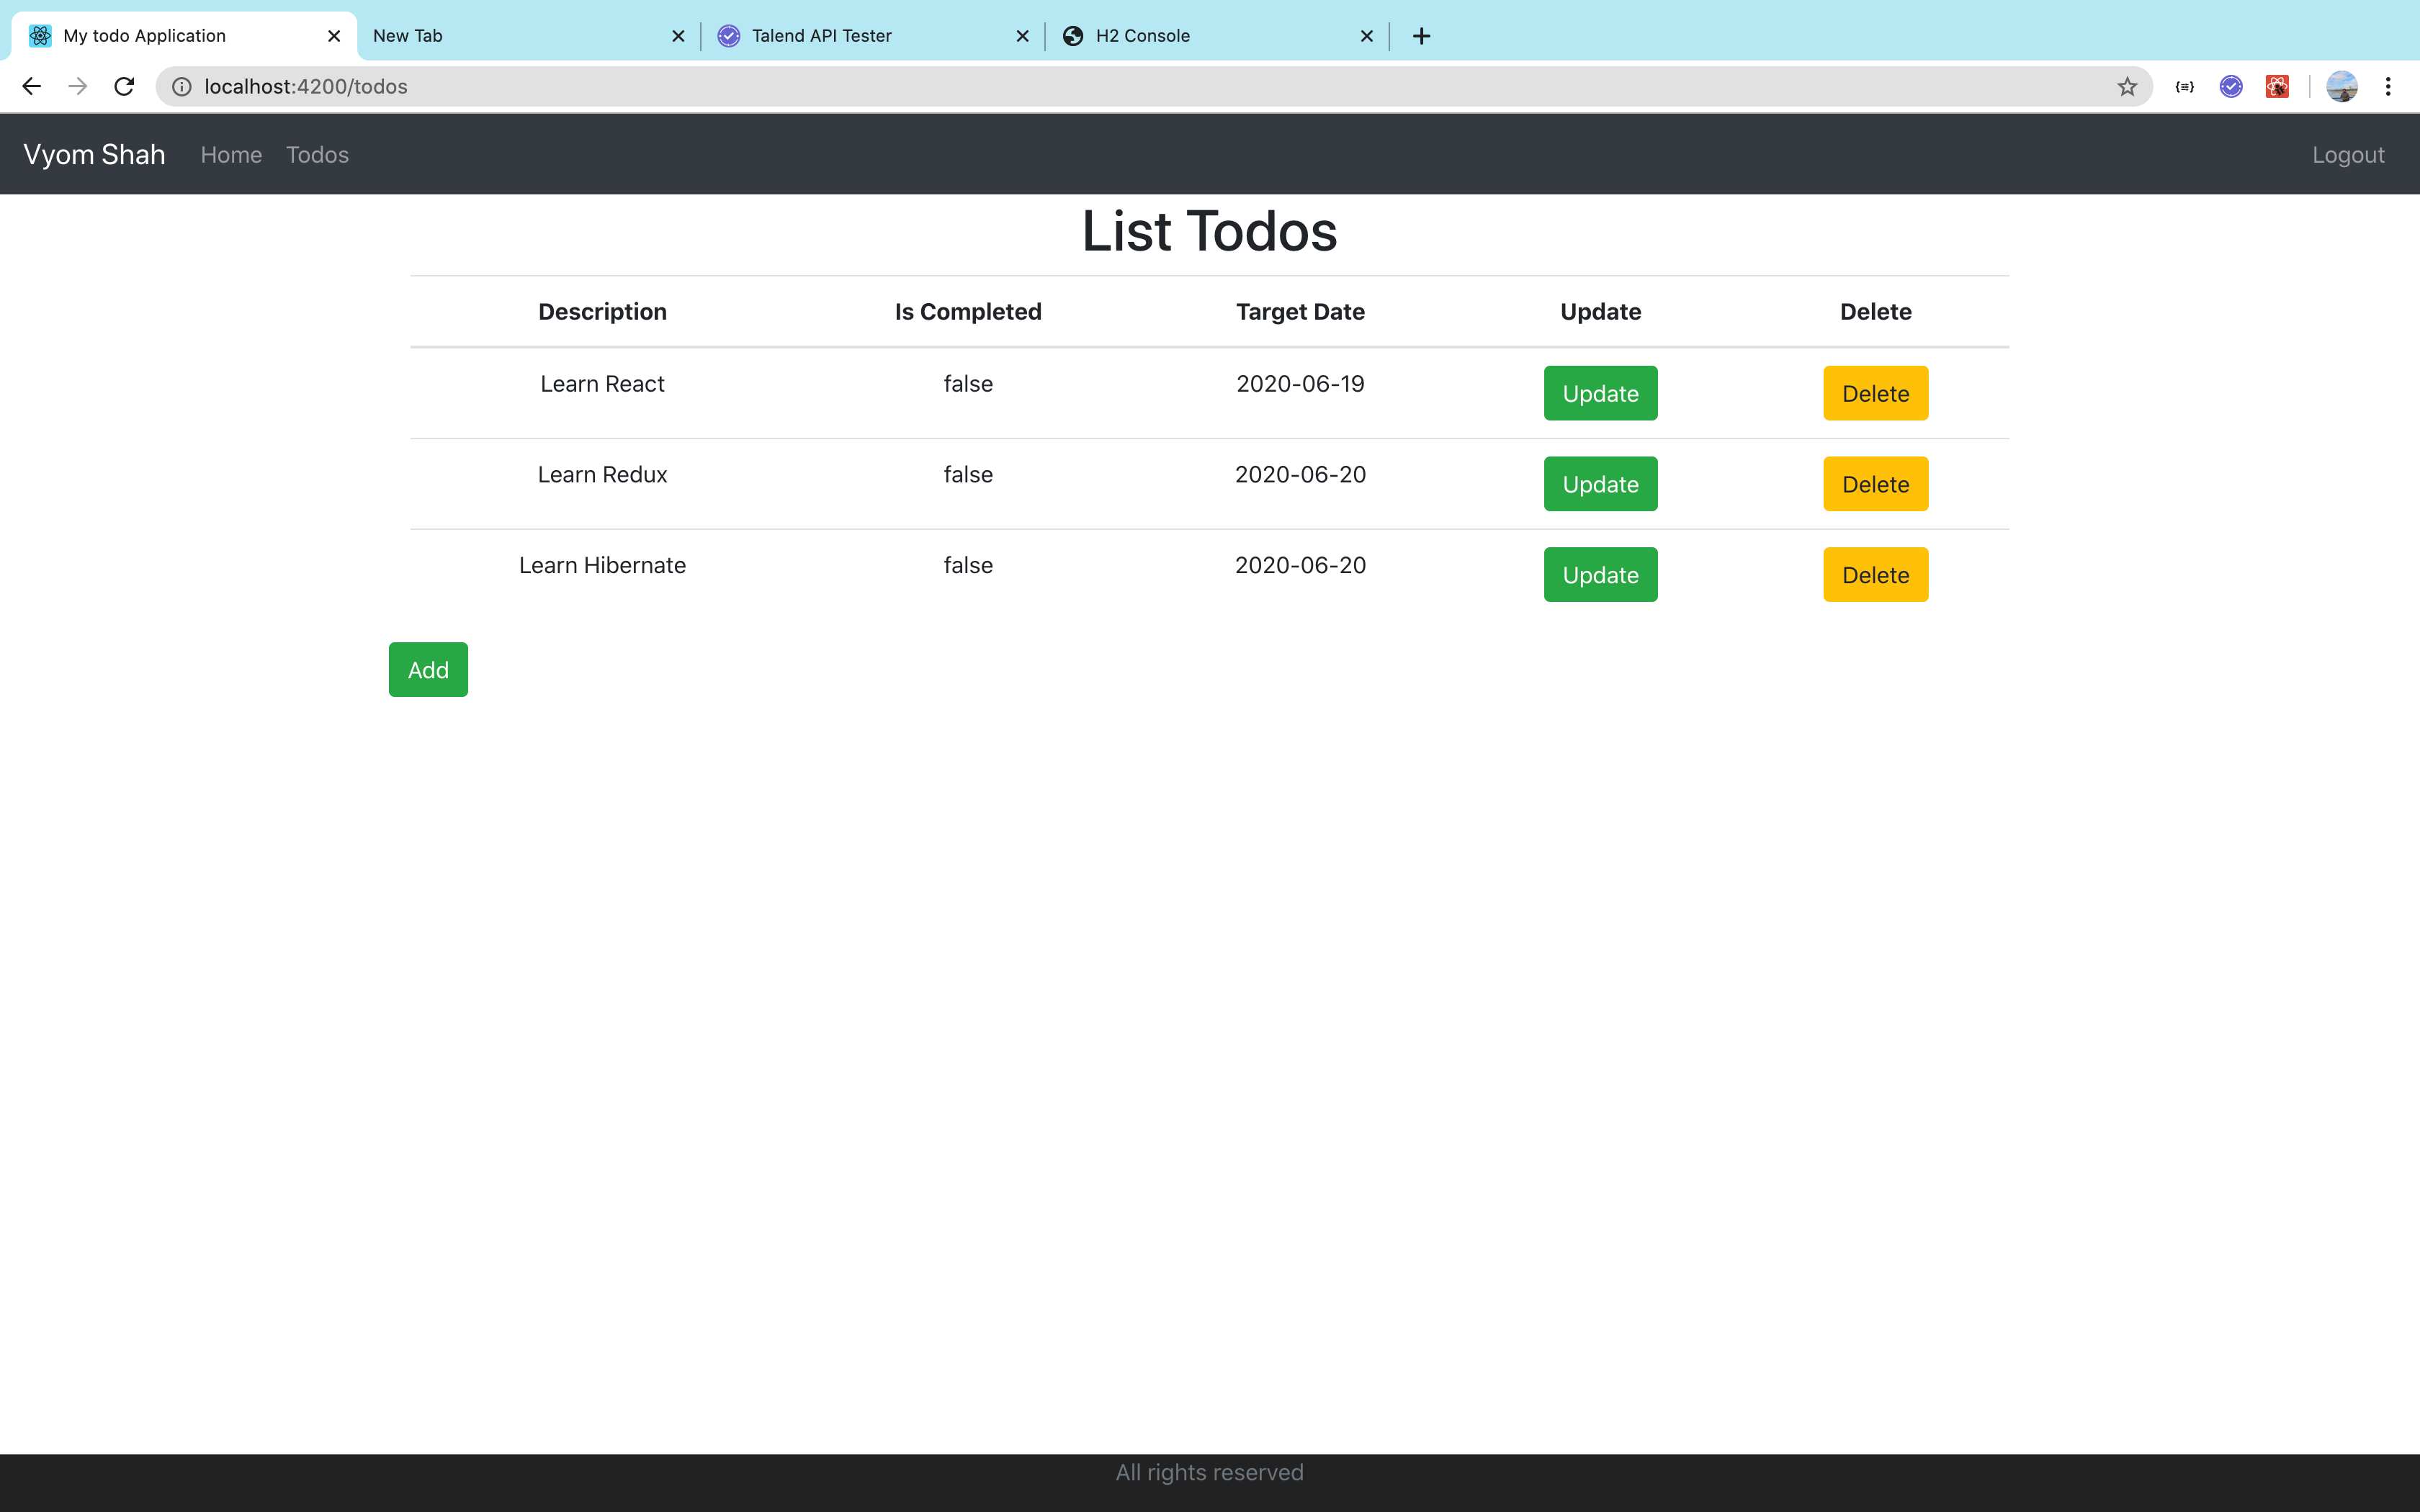 My todo Application New Tab Talend API Tester H2 Console
localhost:4200/todos
Vyom Shah Home Todos Logout
List Todos
Description Is Completed Target Date Update Delete
Learn React false 2020-06-19 Update Delete
Learn Redux false 2020-06-20 Update Delete
Learn Hibernate false 2020-06-20 Update Delete
Add
All rights reserved